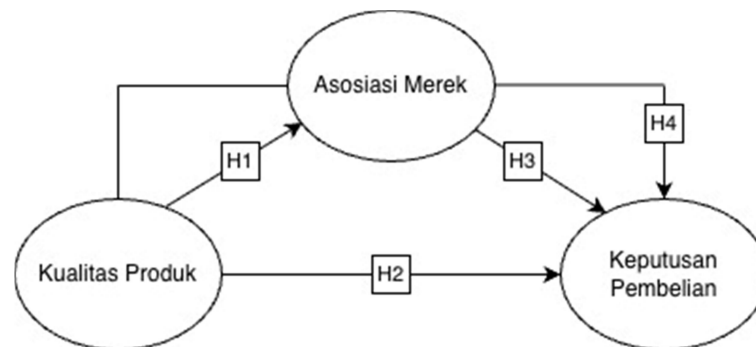 Asosiasi Merek
H4
H1
H3
Kualitas Produk
H2
Keputusan
Pembelian